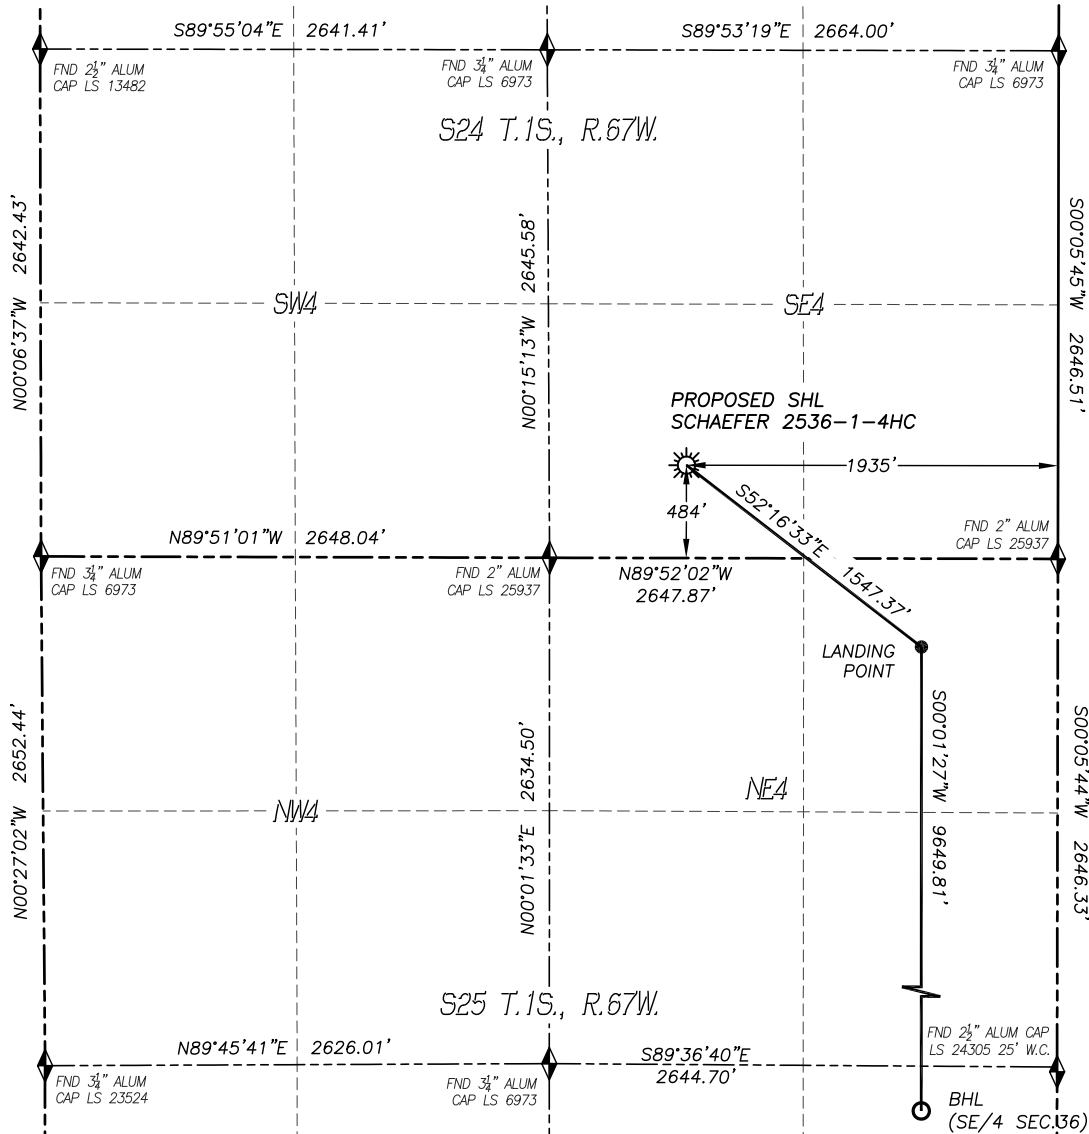 S89°55'04"E 2641.41'
S89°53'19"E 2664.00'
FND 2½" ALUM
CAP LS 13482
FND 3¼" ALUM
CAP LS 6973
FND 3¼" ALUM
CAP LS 6973
S24 T.1S., R.67W.
N00°06'37"W 2642.43'
N00°15'13"W 2645.58'
S00°05'45"W 2646.51'
SW4
SE4
PROPOSED SHL
SCHAEFER 2536-1-4HC
1935'
484'
S52°16'33"E 1547.37'
N89°51'01"W 2648.04'
FND 2" ALUM
CAP LS 25937
FND 3¼" ALUM
CAP LS 6973
FND 2" ALUM
CAP LS 25937
N89°52'02"W
2647.87'
LANDING
POINT
N00°27'02"W 2652.44'
N00°01'33"E 2634.50'
S00°01'27"W 9649.81'
S00°05'44"W 2646.33'
NW4
NE4
S25 T.1S., R.67W.
N89°45'41"E 2626.01'
S89°36'40"E
2644.70'
FND 2½" ALUM CAP
LS 24305 25' W.C.
FND 3¼" ALUM
CAP LS 23524
FND 3¼" ALUM
CAP LS 6973
BHL
(SE/4 SEC.36)